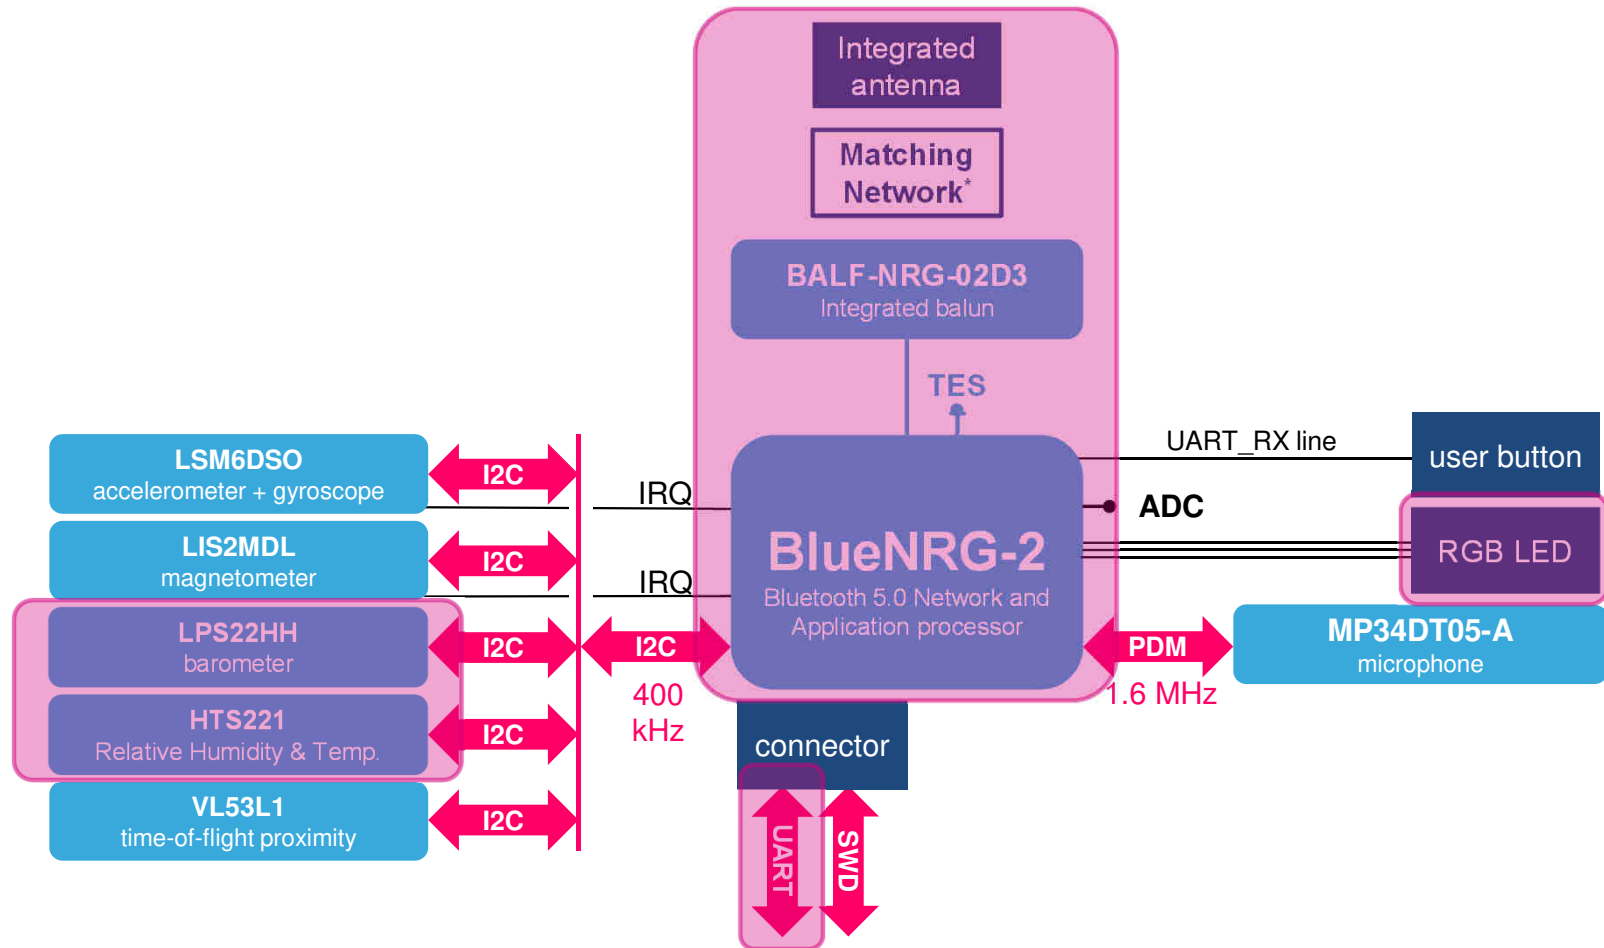 Integrated
antenna
Matching
Network*
BALF-NRG-02D3
Integrated balun
TES
LSM6DSO
accelerometer + gyroscope
I2C
IRQ
UART_RX line
user button
ADC
LIS2MDL
magnetometer
I2C
IRQ
BlueNRG-2
Bluetooth 5.0 Network and
Application processor
RGB LED
LPS22HH
barometer
I2C
I2C
400
kHz
PDM
1.6 MHz
MP34DT05-A
microphone
HTS221
Relative Humidity & Temp.
I2C
connector
VL53L1
time-of-flight proximity
I2C
UART
SWD